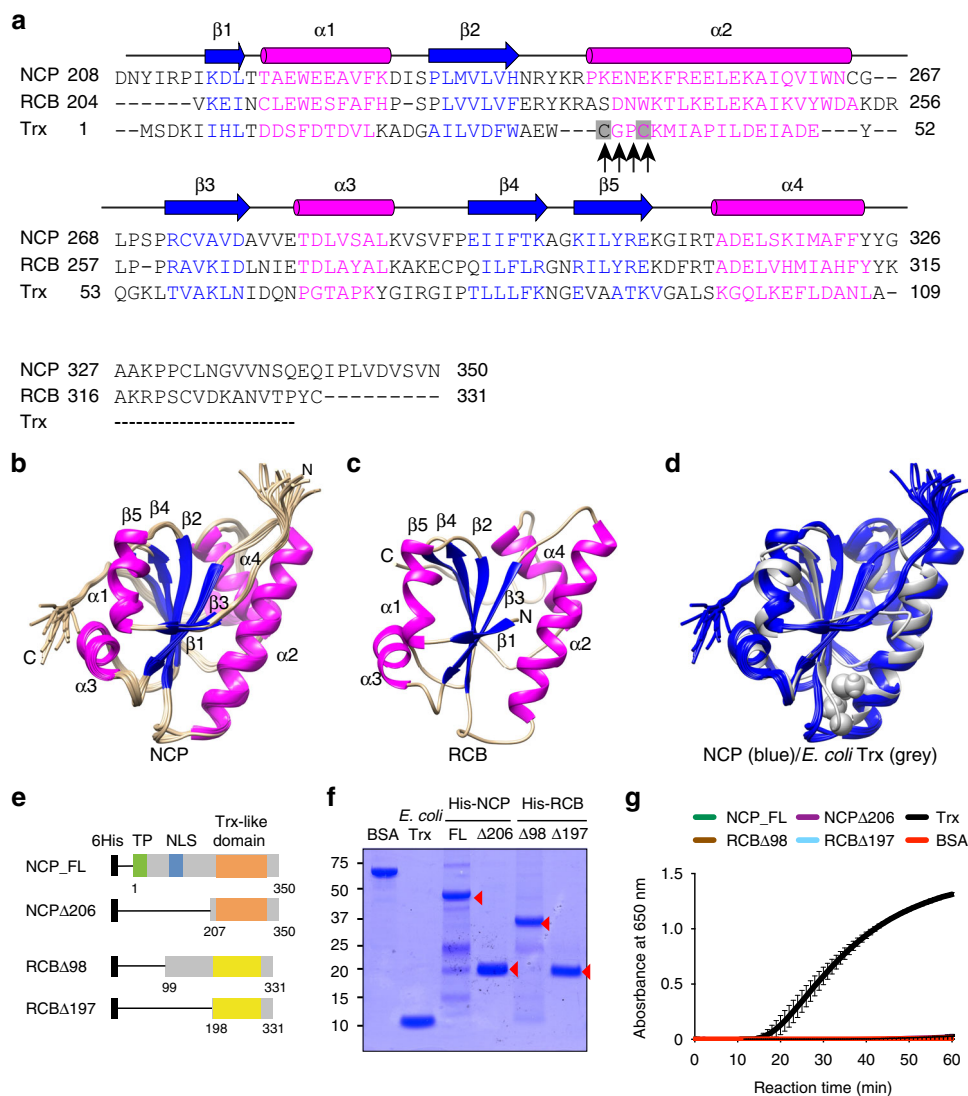 a
β1 α1 β2 α2
NCP 208 DNYIRPIKDLTTAEWEEAVFKDISPLMVLVHNRYKRPKENEKFREELEKAIQVIWNCG-- 267
RCB 204 ------VKEINCLEWESFAFHP-SPLVVLVFERYKRASDNWKTLKELEKAIKVYWDAKDR 256
Trx 1 --MSDKIIHLTDDSFDTDVLKADGAILVDFWAEW---CGPCKMIAPILDEIADE---Y-- 52
β3 α3 β4 β5 α4
NCP 268 LPSPRCVAVDAVVETDLVSALKVSVFPEIIFTKAGKILYREKGIRTADELSKIMAFFYYG 326
RCB 257 LP-PRAVKIDLNIETDLAYALKAKECPQILFLRGNRILYREKDFRTADELVHMIAHFYYK 315
Trx 53 QGKLTVAKLNIDQNPGTAPKYGIRGIPTLLLFKNGEVAATKVGALSKGQLKEFLDANLA- 109
NCP 327 AAKPPCLNGVVNSQEQIPLVDVSVN 350
RCB 316 AKRPSCVDKANVTPYC--------- 331
Trx -------------------------
b
N
β5 β4 β2
α4
α1
β3
β1
C
α3
α2
NCP
c
β5 β4 β2
C
α4
α1
β3
N
β1
α3
α2
RCB
d
NCP (blue)/E. coli Trx (grey)
e
6His TP NLS Trx-like domain
NCP_FL
1 350
NCPΔ206
207 350
RCBΔ98
99 331
RCBΔ197
198 331
f
BSA E. coli Trx His-NCP His-RCB
FL Δ206 Δ98 Δ197
75
50
37
25
20
15
10
g
NCP_FL NCPΔ206 Trx
RCBΔ98 RCBΔ197 BSA
Aboosrbance at 650 nm
1.5
1.0
0.5
0
0 10 20 30 40 50 60
Reaction time (min)